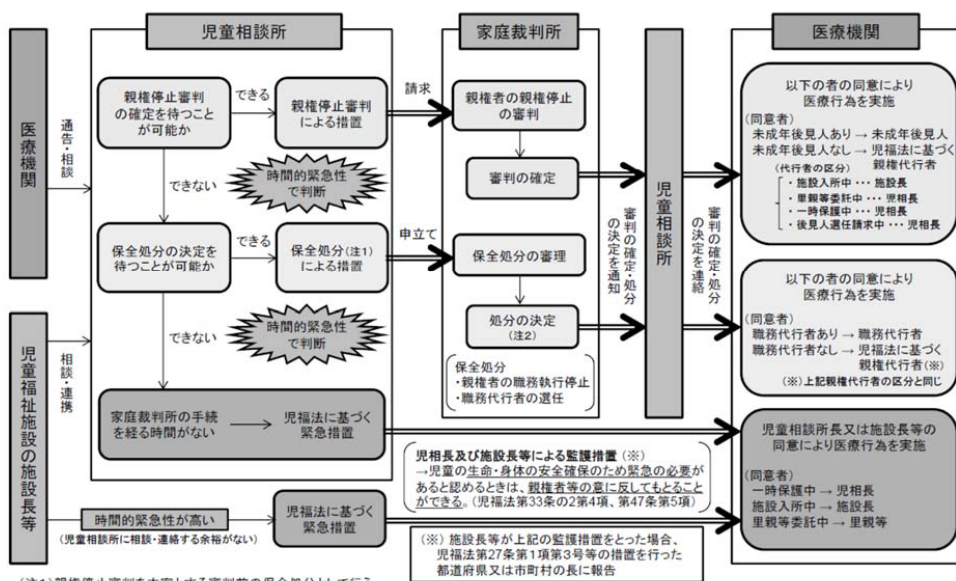 児童相談所
家庭裁判所
医療機関
医療機関
通告・相談
親権停止審判
の確定を待つこと
が可能か
できる
親権停止審判
による措置
請求
親権者の親権停止
の審判
時間的緊急性
で判断
できない
審判の確定
保全処分の決定を
待つことが可能か
できる
保全処分(注1)
による措置
申立て
保全処分の審理
時間的緊急性
で判断
できない
処分の決定
(注2)
保全処分
・親権者の職務執行停止
・職務代行者の選任
児童福祉施設の施設長等
相談・連携
家庭裁判所の手続
を経る時間がない
児福法に基づく
緊急措置
時間的緊急性が高い
(児童相談所に相談・連絡する余裕がない)
児福法に基づく
緊急措置
審判の確定・処分
の決定を通知
児童相談所
審判の確定・処分
の決定を連絡
以下の者の同意により
医療行為を実施
(同意者)
未成年後見人あり → 未成年後見人
未成年後見人なし → 児福法に基づく
親権代行者
(代行者の区分)
・施設入所中・・・施設長
・里親等委託中・・・児相長
・一時保護中・・・児相長
・後見人選任請求中・・・児相長
以下の者の同意により
医療行為を実施
(同意者)
職務代行者あり → 職務代行者
職務代行者なし → 児福法に基づく
親権代行者(※)
(※)上記親権代行者の区分と同じ
児童相談所長又は施設長等の
同意により医療行為を実施
(同意者)
一時保護中 → 児相長
施設入所中 → 施設長
里親等委託中 → 里親等
児相長及び施設長等による監護措置(※)
→児童の生命・身体の安全確保のため緊急の必要が
あると認めるときは、親権者等の意に反してもとること
ができる。(児福法第33条の2第4項、第47条第5項)
(※)施設長等が上記の監護措置をとった場合、
児福法第27条第1項第3号等の措置を行った
都道府県又は市町村の長に報告